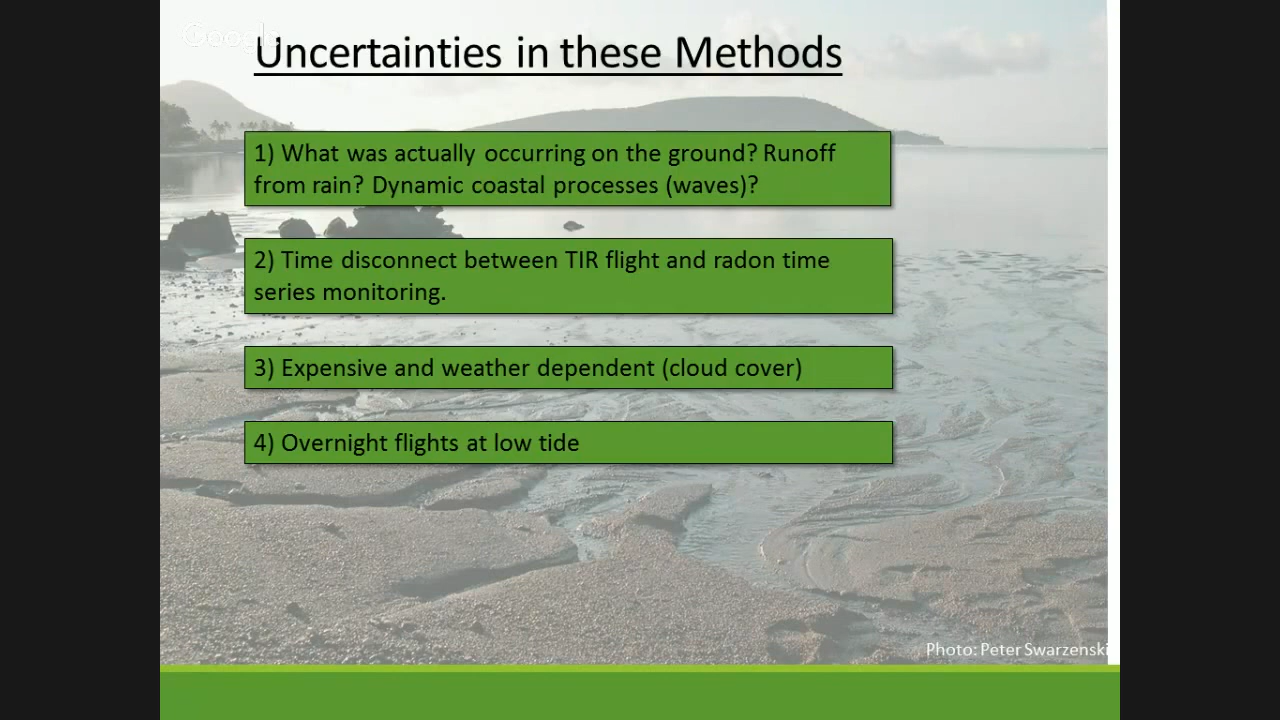 Google
Uncertainties in these Methods
1) What was actually occurring on the ground? Runoff
from rain? Dynamic coastal processes (waves)?
2) Time disconnect between TIR flight and radon time
series monitoring.
3) Expensive and weather dependent (cloud cover)
4) Overnight flights at low tide
Photo: Peter Swarzenski